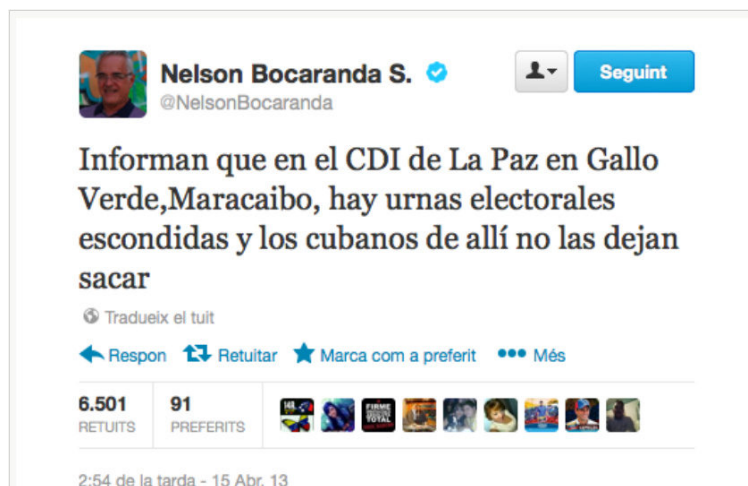 Nelson Bocaranda S.
@NelsonBocaranda
Seguint
Informan que en el CDI de La Paz en Gallo
Verde,Maracaibo, hay urnas electorales
escondidas y los cubanos de allí no las dejan
sacar
Tradueix el tuit
Respon Retuitar Marca com a preferit Més
6.501 91
RETUITS PREFERITS
FIRME
TOTAL
2:54 de la tarda - 15 Abr. 13